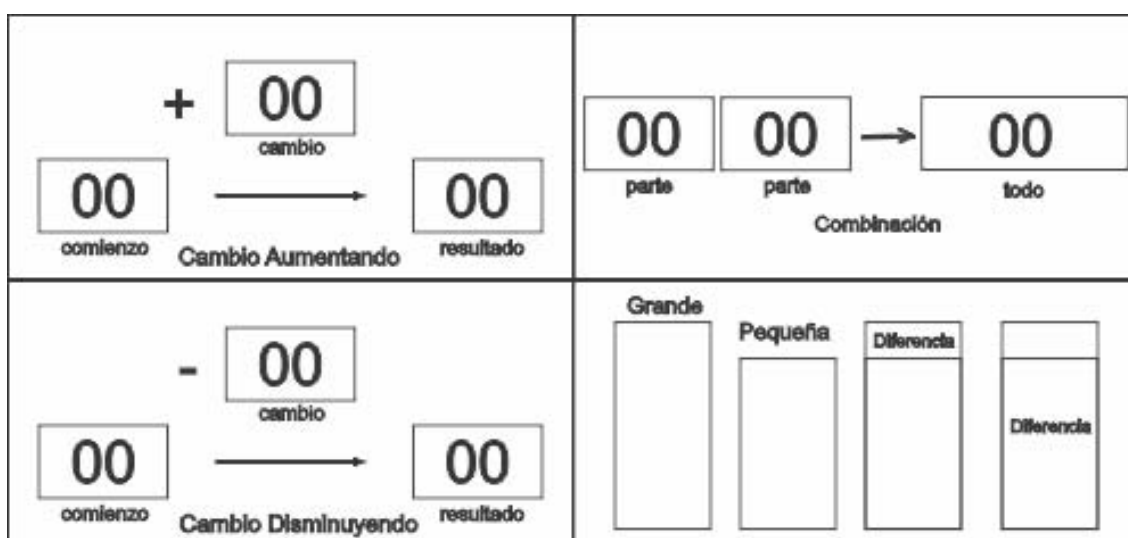 + 00
cambio
00 00
comienzo Cambio Aumentando resultado
00 00 00
parte parte todo
Combinación
- 00
cambio
00 00
comienzo Cambio Disminuyendo resultado
Grande
Pequeña Diferencia
Diferencia